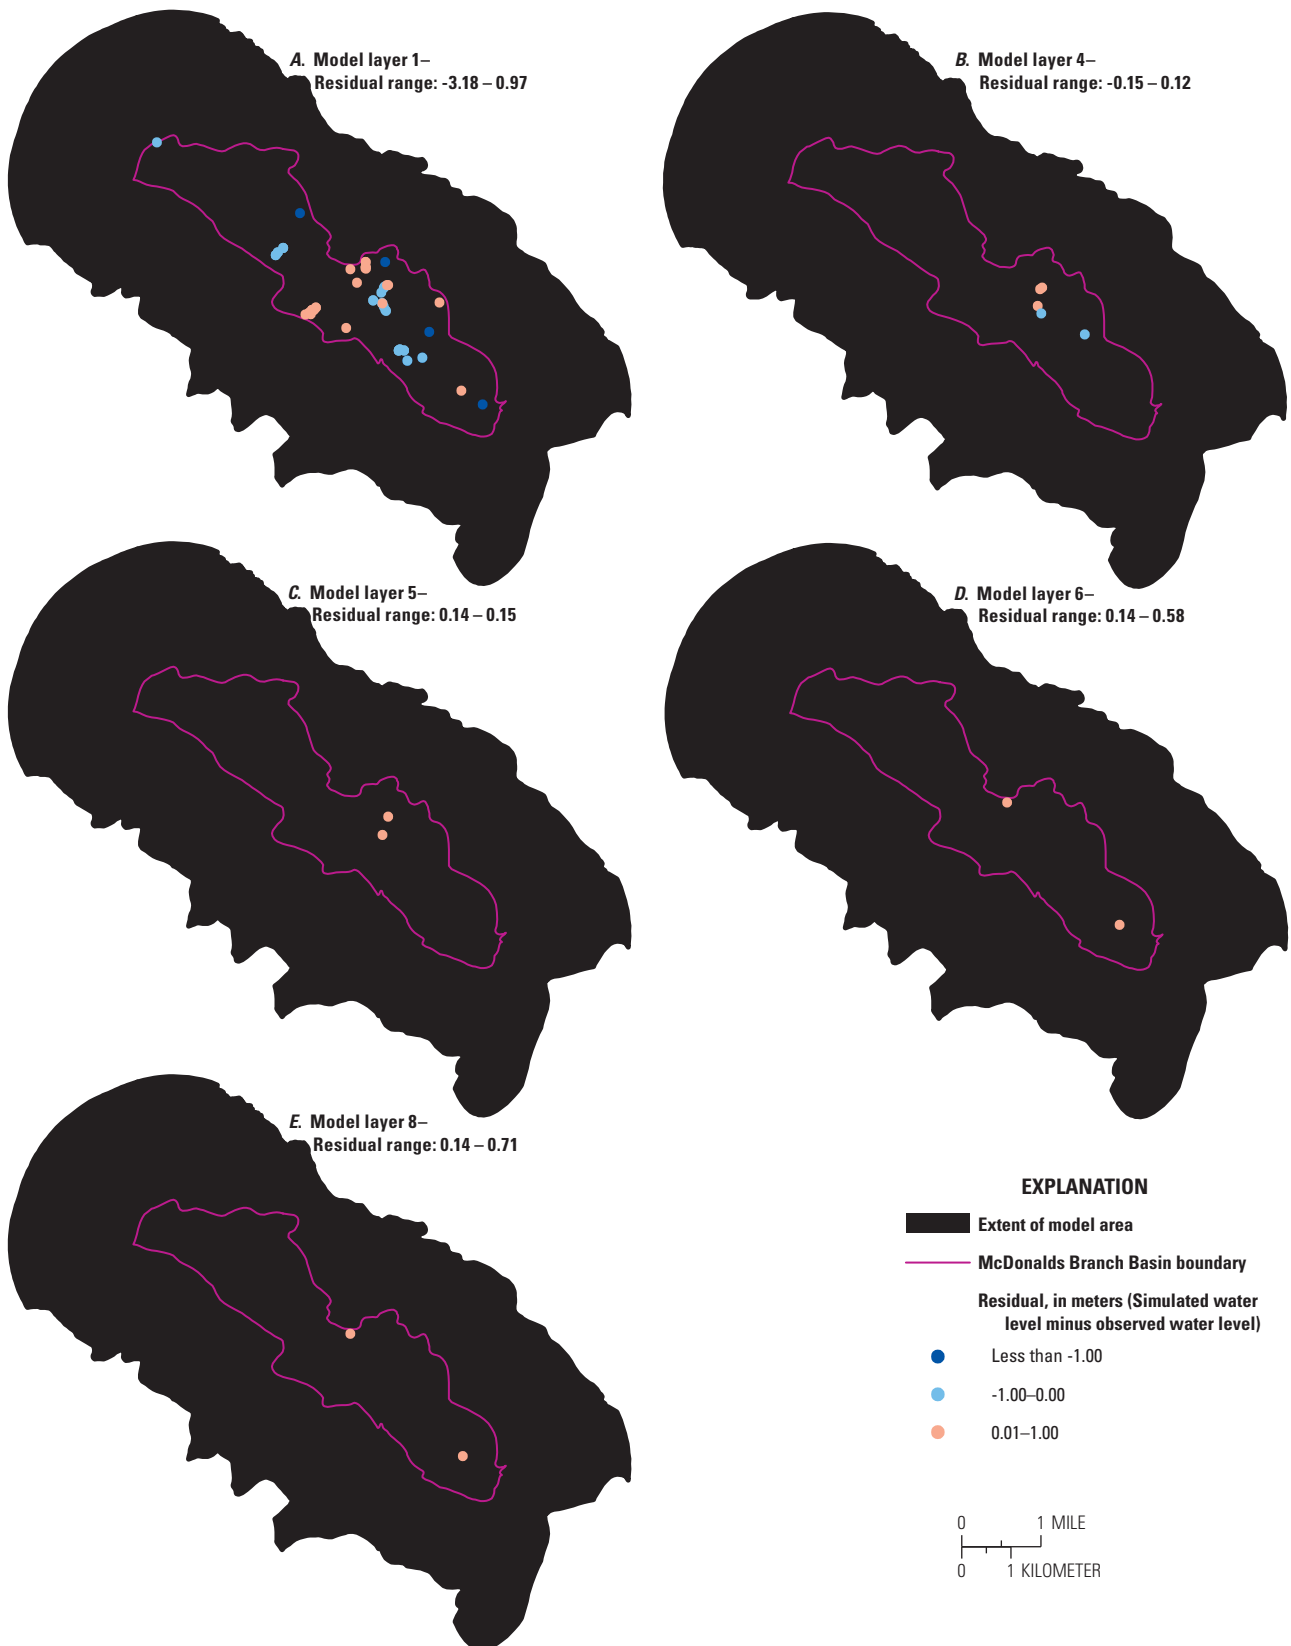 A. Model layer 1–
Residual range: -3.18 – 0.97
B. Model layer 4–
Residual range: -0.15 – 0.12
C. Model layer 5–
Residual range: 0.14 – 0.15
D. Model layer 6–
Residual range: 0.14 – 0.58
E. Model layer 8–
Residual range: 0.14 – 0.71
EXPLANATION
Extent of model area
McDonalds Branch Basin boundary
Residual, in meters (Simulated water
level minus observed water level)
Less than -1.00
-1.00–0.00
0.01–1.00
0 1 MILE
0 1 KILOMETER